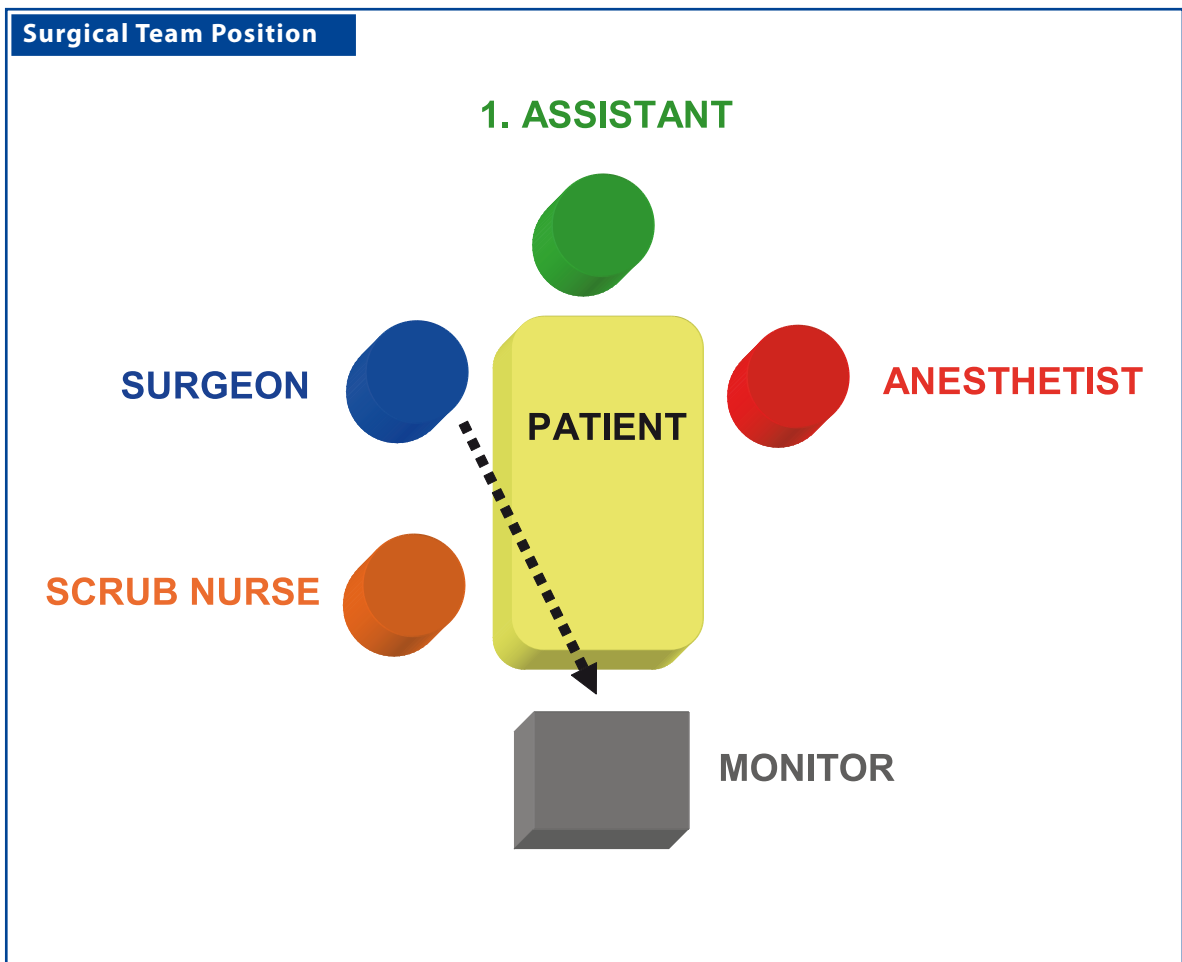 Surgical Team Position
1. ASSISTANT
SURGEON
ANESTHETIST
PATIENT
SCRUB NURSE
MONITOR